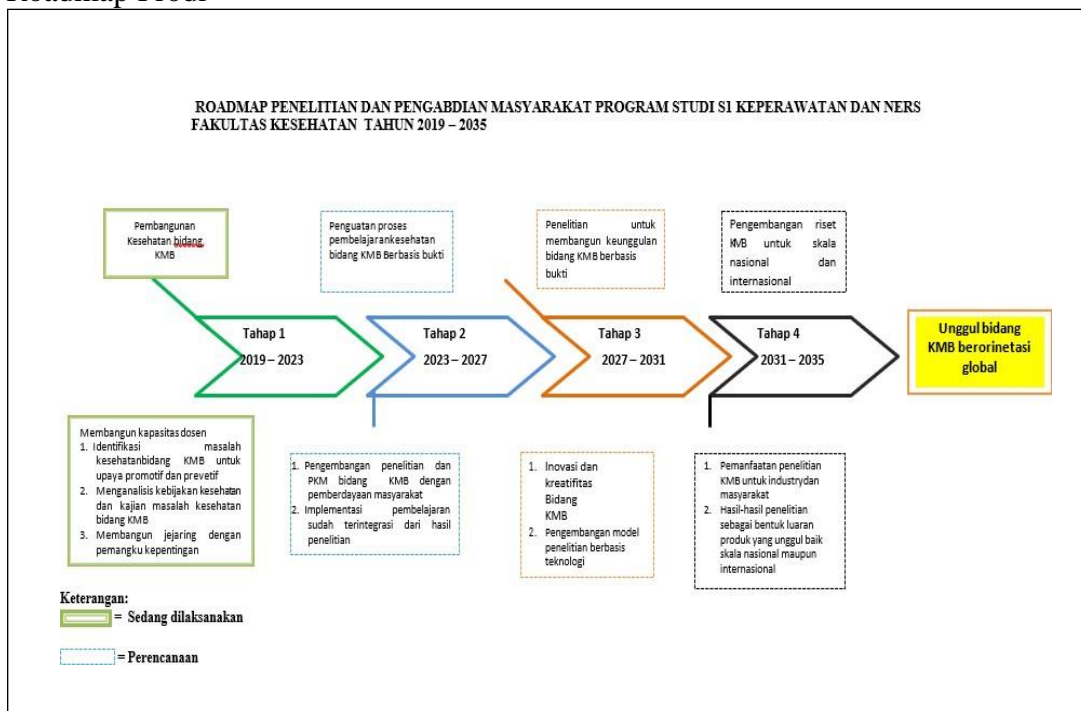 Roadmap Prodi
ROADMAP PENELITIAN DAN PENGABDIAN MASYARAKAT PROGRAM STUDI S1 KEPERAWATAN DAN NERS
FAKULTAS KESEHATAN TAHUN 2019 – 2035
Pembangunan
Kesehatan bidang
KMB
Penguatan proses
pembelajarankesehatan
bidang KMB Berbasis bukti
Penelitian untuk
membangun keunggulan
bidang KMB berbasis
bukti
Pengembangan riset
KMB untuk skala
nasional dan
internasional
Tahap 1
2019 – 2023
Tahap 2
2023 – 2027
Tahap 3
2027 – 2031
Tahap 4
2031 – 2035
Unggul bidang
KMB berorinetasi
global
Membangun kapasitas dosen
1. Identifikasi masalah
kesehatanbidang KMB untuk
upaya promotif dan prevetif
2. Menganalisis kebijakan kesehatan
dan kajian masalah kesehatan
bidang KMB
3. Membangun jejaring dengan
pemangku kepentingan
1. Pengembangan penelitian dan
PKM bidang KMB dengan
pemberdayaan masyarakat
2. Implementasi pembelajaran
sudah terintegrasi dari hasil
penelitian
1. Inovasi dan
kreatifitas
Bidang
KMB
2. Pengembangan model
penelitian berbasis
teknologi
1. Pemanfaatan penelitian
KMB untuk industrydan
masyarakat
2. Hasil-hasil penelitian
sebagai bentuk luaran
produk yang unggul baik
skala nasional maupun
internasional
Keterangan:
= Sedang dilaksanakan
= Perencanaan